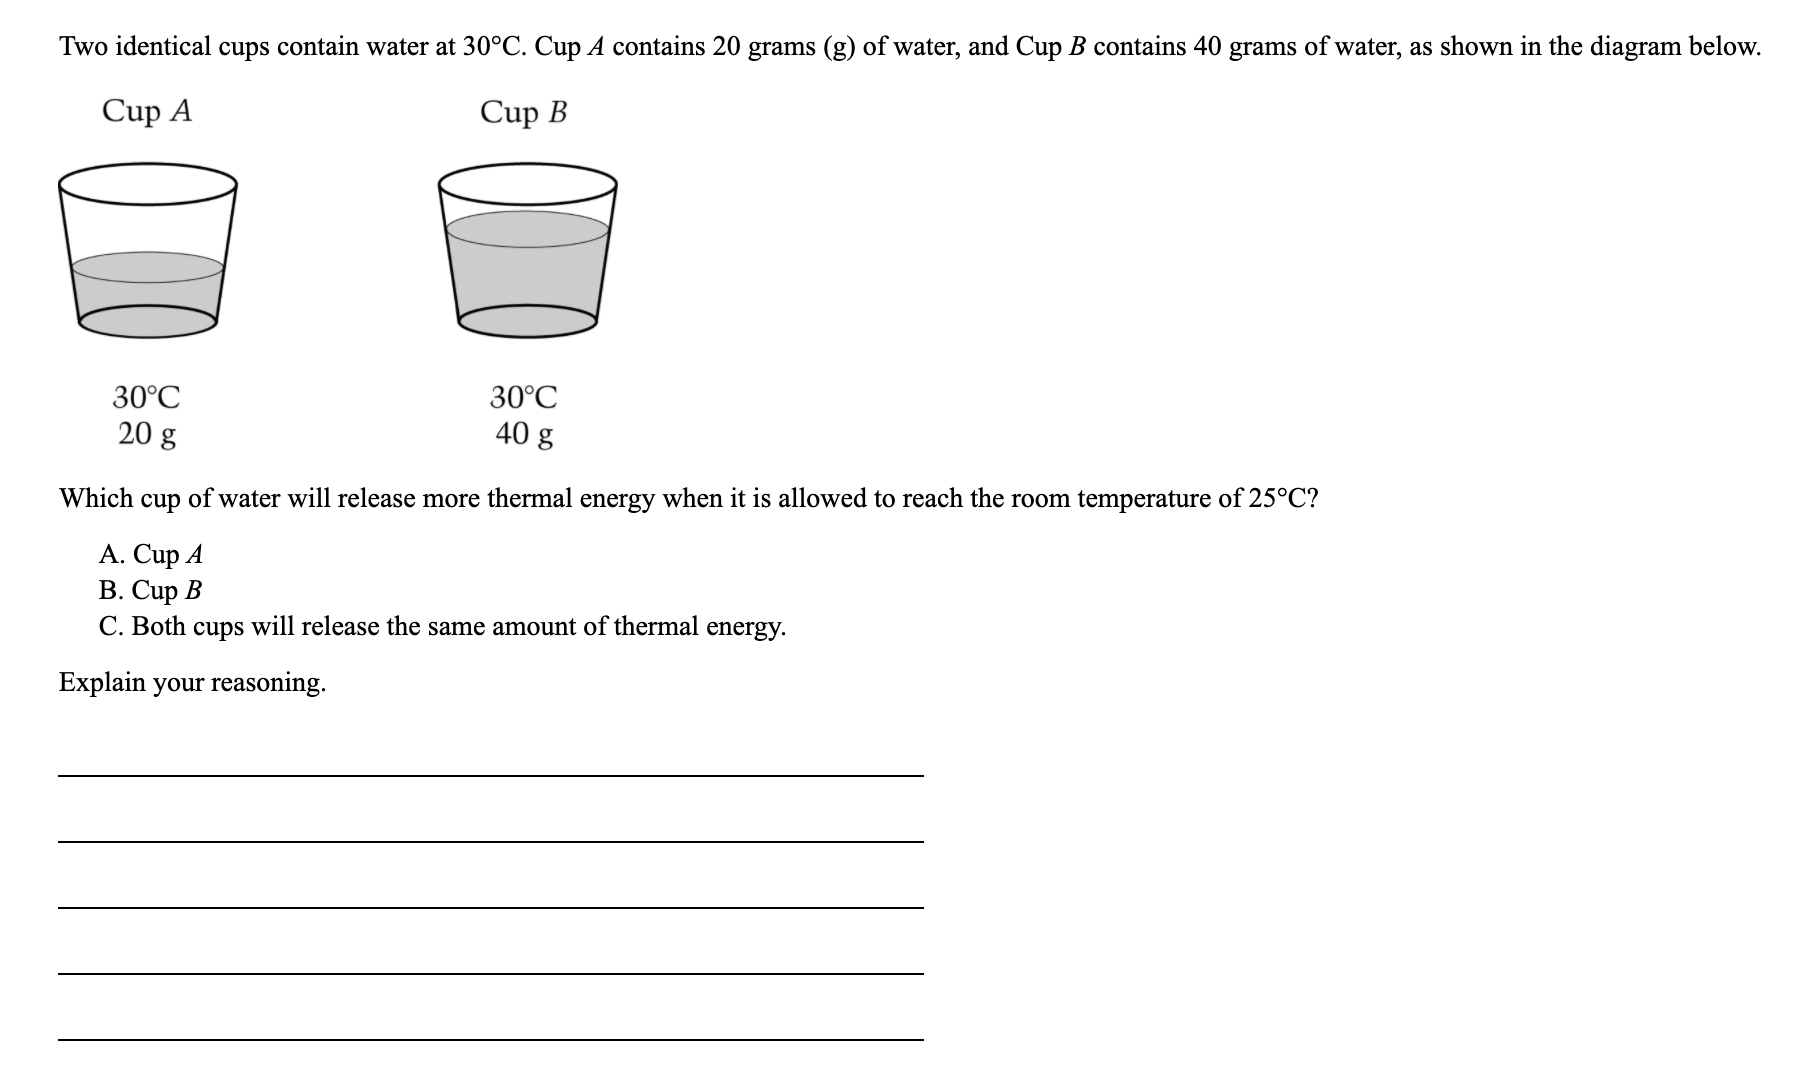 Two identical cups contain water at 30°C. Cup A contains 20 grams (g) of water, and Cup B contains 40 grams of water, as shown in the diagram below.
Cup A
Cup B
30°C
20 g
30°C
40 g
Which cup of water will release more thermal energy when it is allowed to reach the room temperature of 25°C?
A. Cup A
B. Cup B
C. Both cups will release the same amount of thermal energy.
Explain your reasoning.